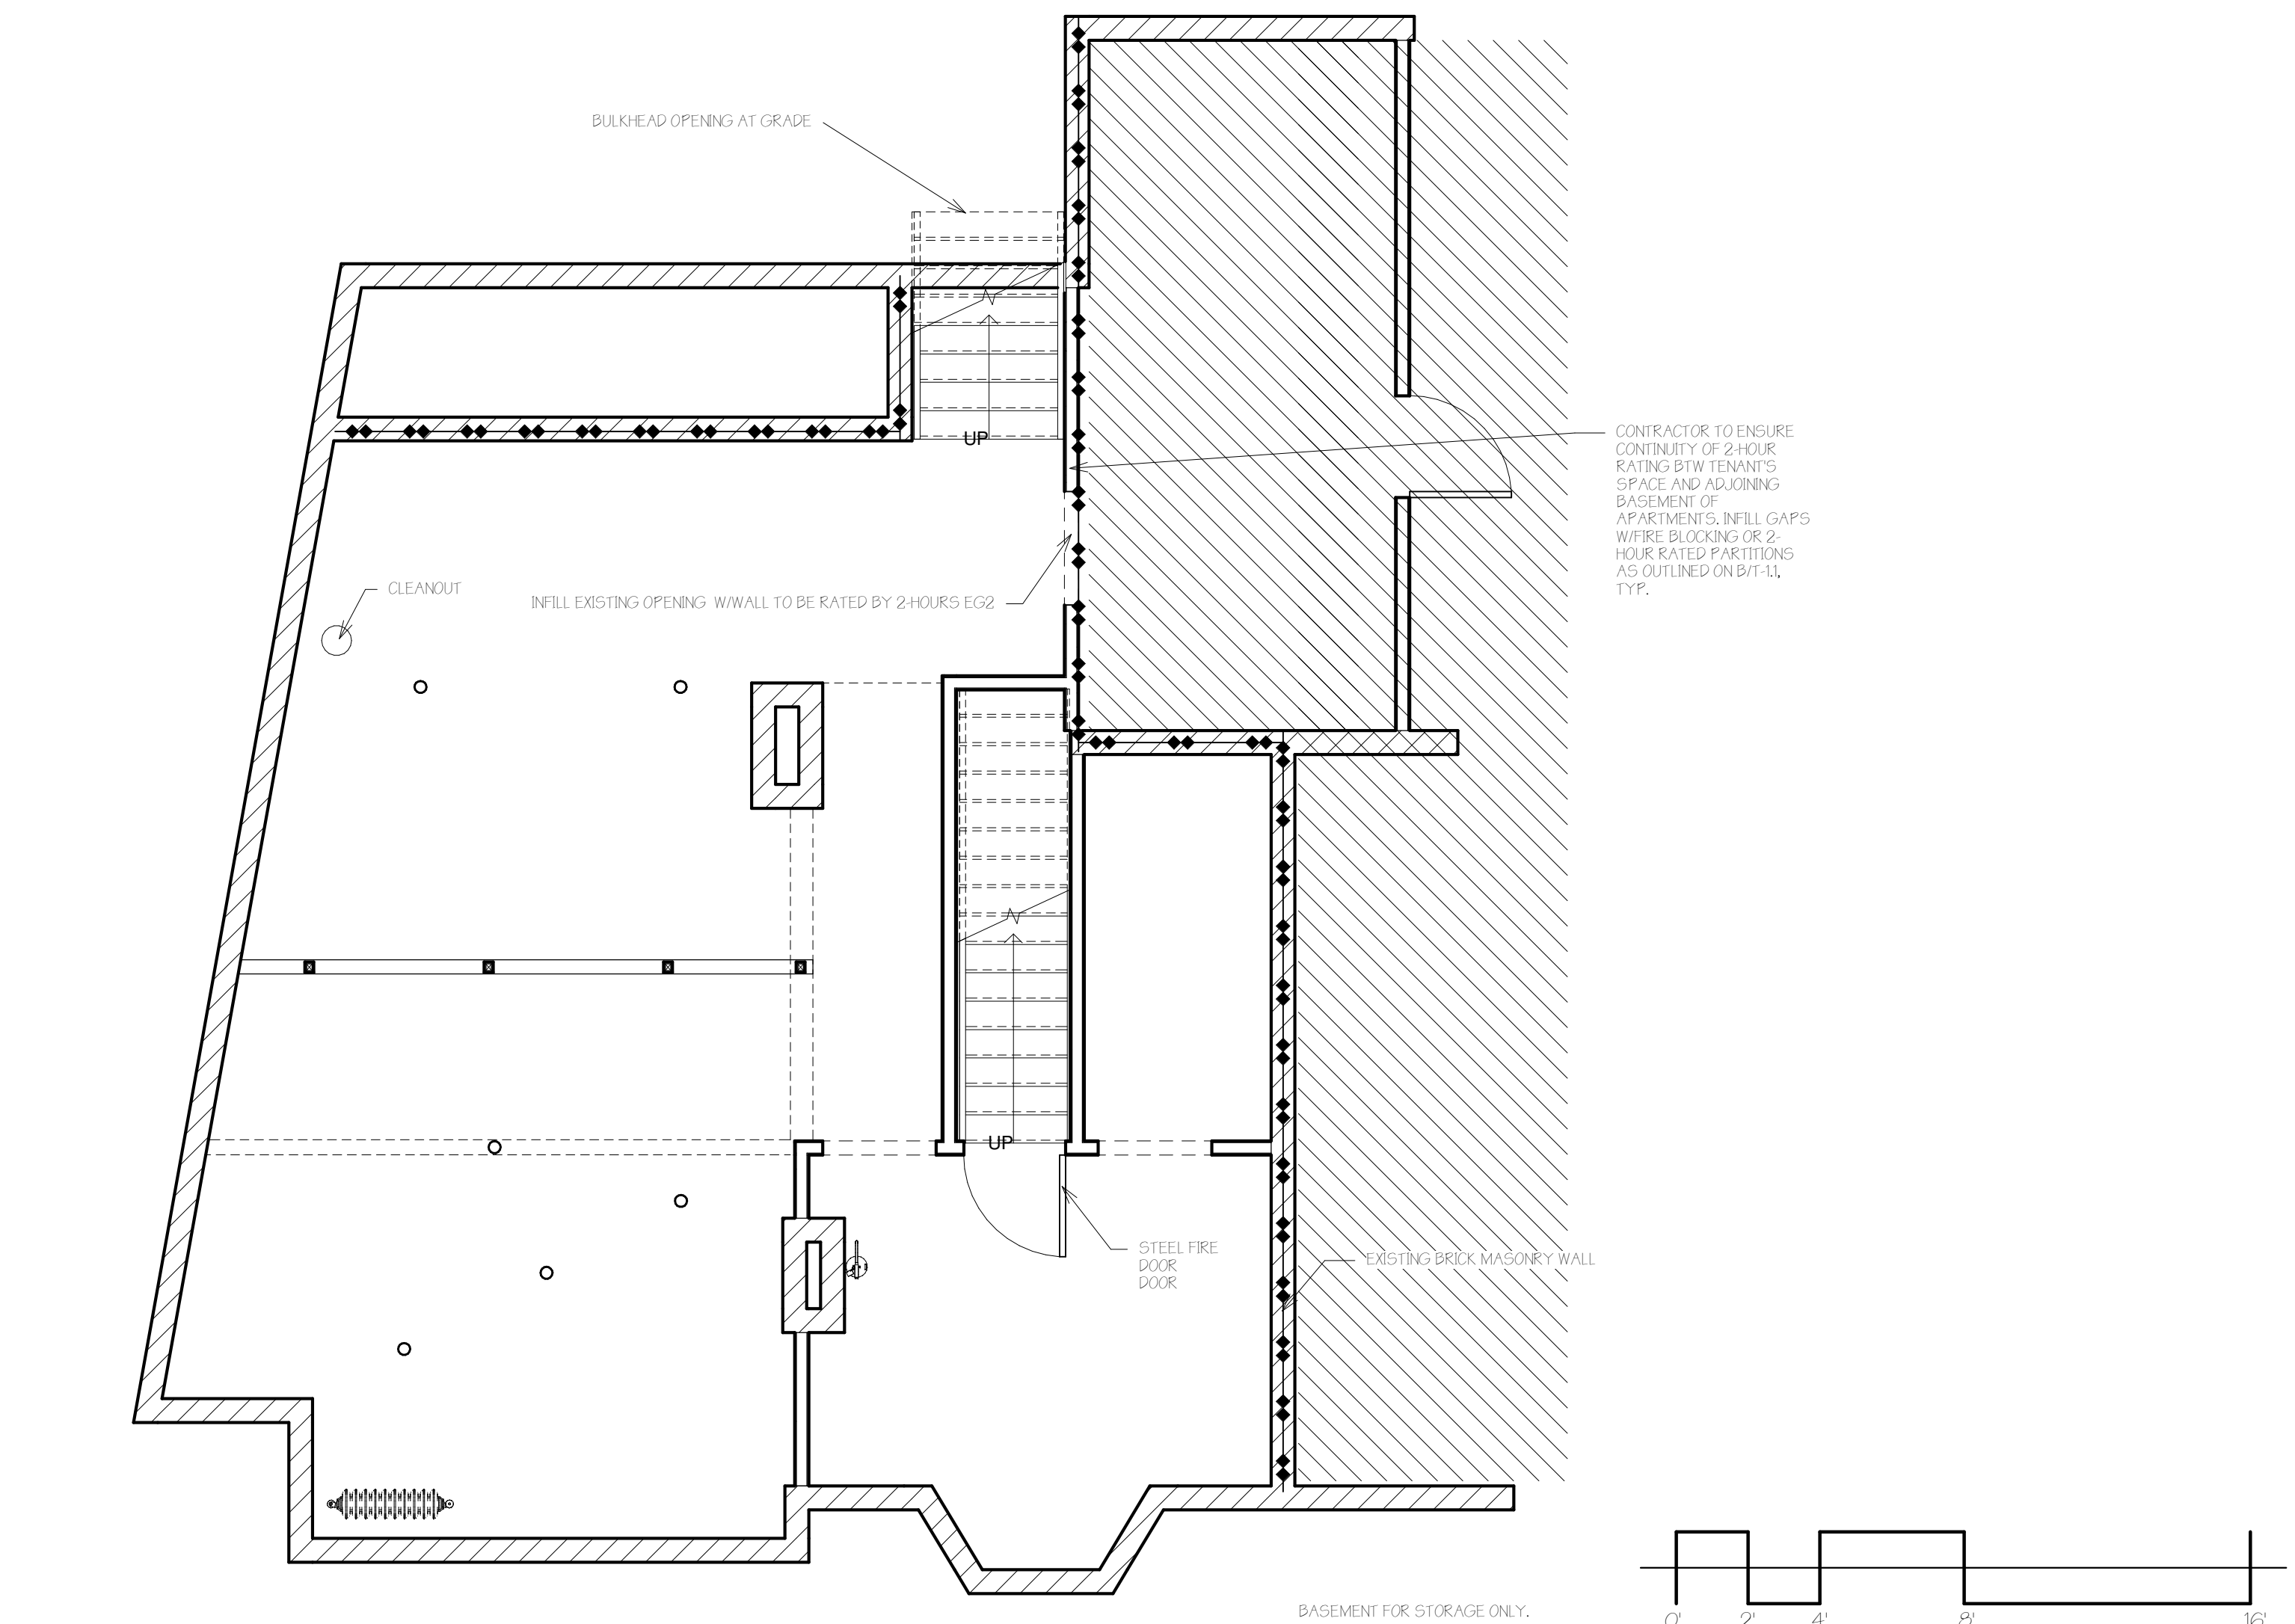 BULKHEAD OPENING AT GRADE
UP
CONTRACTOR TO ENSURE
CONTINUITY OF 2-HOUR
RATING BTW TENANT'S
SPACE AND ADJOINING
BASEMENT OF
APARTMENTS. INFILL GAPS
W/FIRE BLOCKING OR 2-
HOUR RATED PARTITIONS
AS OUTLINED ON B/T-1.1,
TYP.
CLEANOUT
INFILL EXISTING OPENING W/WALL TO BE RATED BY 2-HOURS EG2
UP
STEEL FIRE
DOOR
DOOR
EXISTING BRICK MASONRY WALL
BASEMENT FOR STORAGE ONLY.
0' 2' 4' 8' 16'